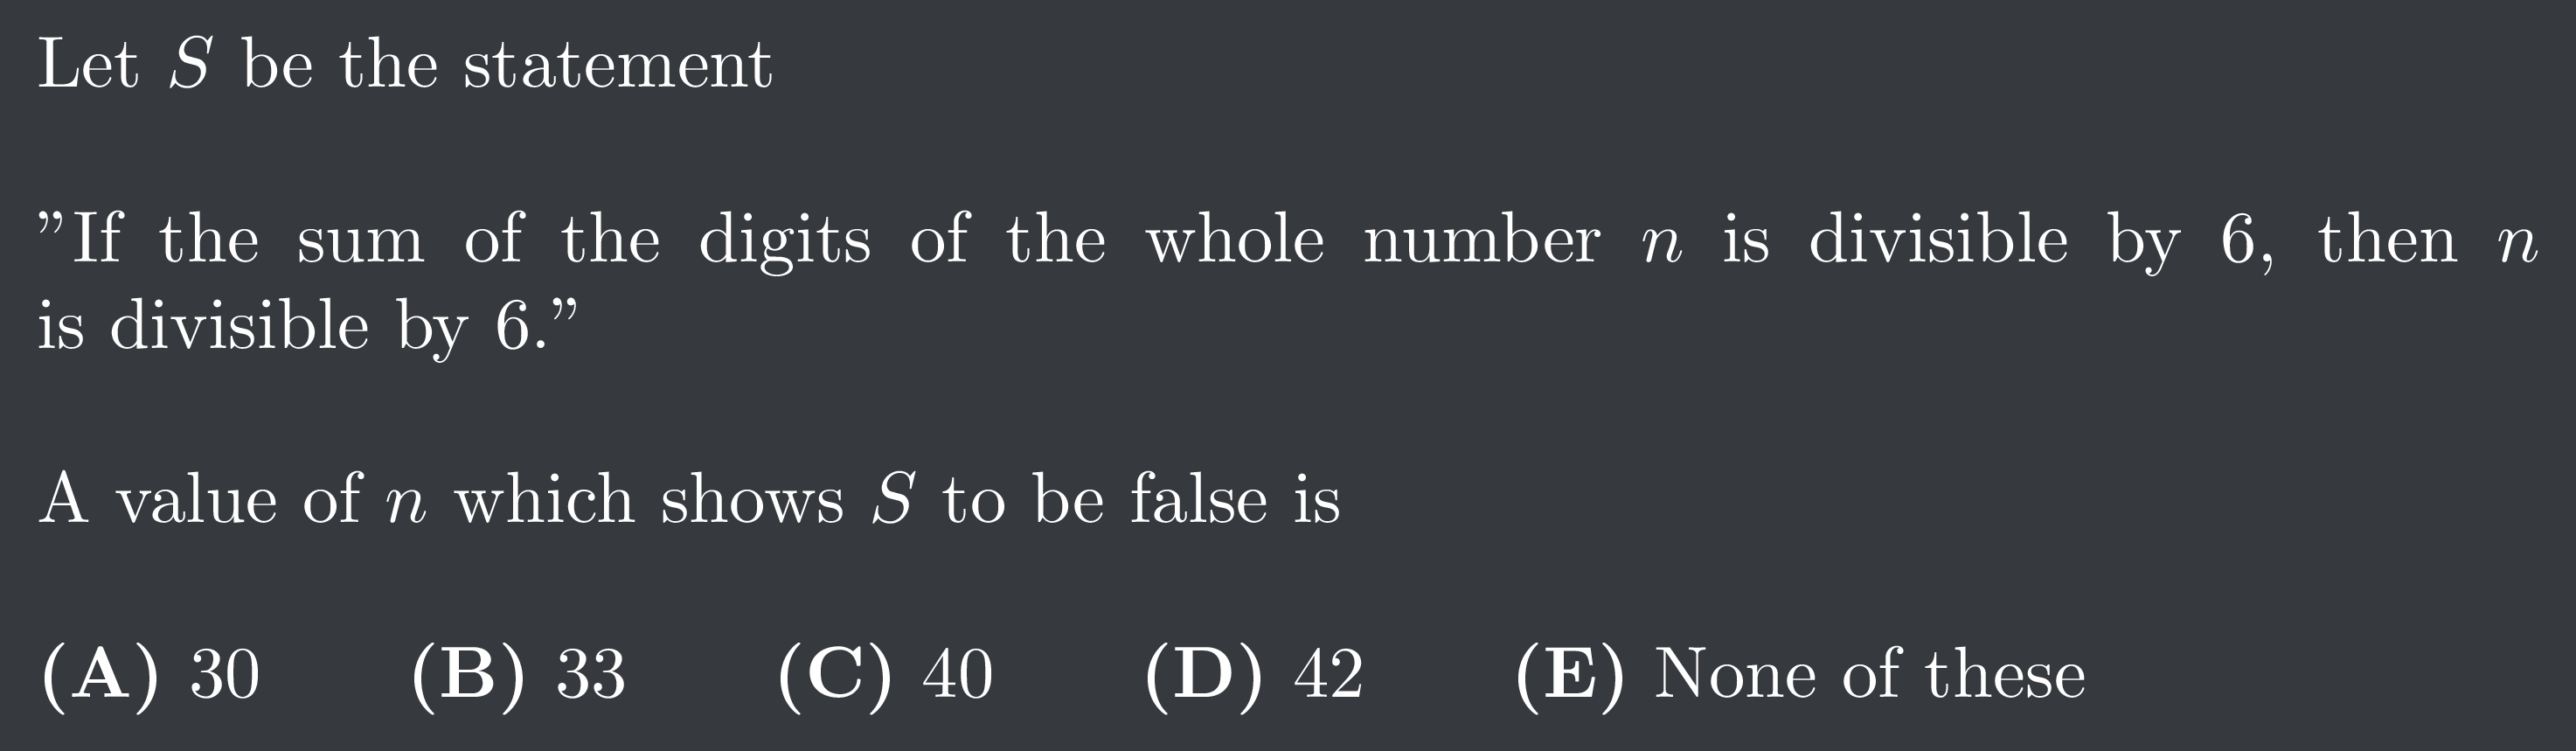 Let S be the statement
”If the sum of the digits of the whole number n is divisible by 6, then n
is divisible by 6.”
A value of n which shows S to be false is
(A) 30 (B) 33 (C) 40 (D) 42 (E) None of these